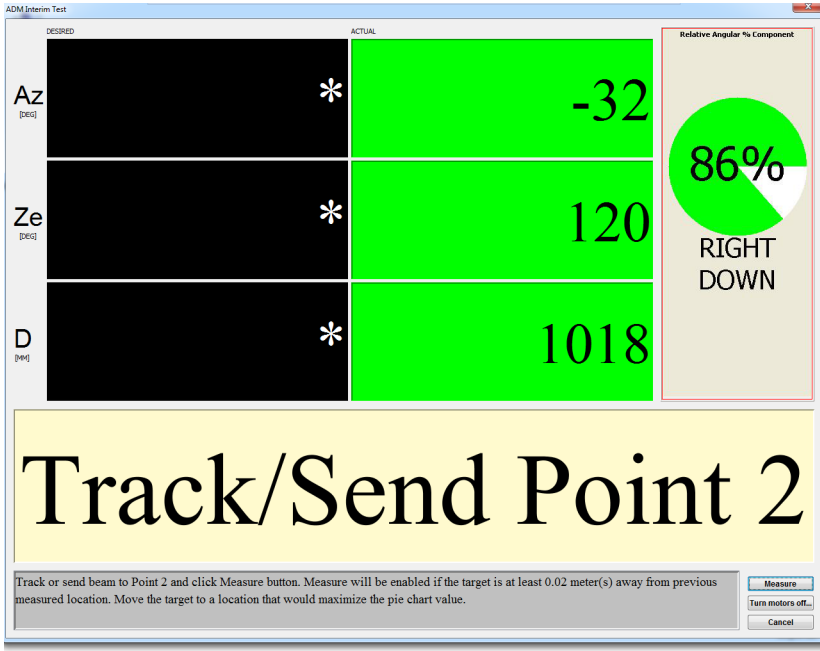 ADM Interim Test
DESIRED
ACTUAL
Relative Angular % Component
Az
[DEG]
*
-32
86%
RIGHT
DOWN
Ze
[DEG]
*
120
D
[MM]
*
1018
Track/Send Point 2
Track or send beam to Point 2 and click Measure button. Measure will be enabled if the target is at least 0.02 meter(s) away from previous
measured location. Move the target to a location that would maximize the pie chart value.
Measure
Turn motors off...
Cancel